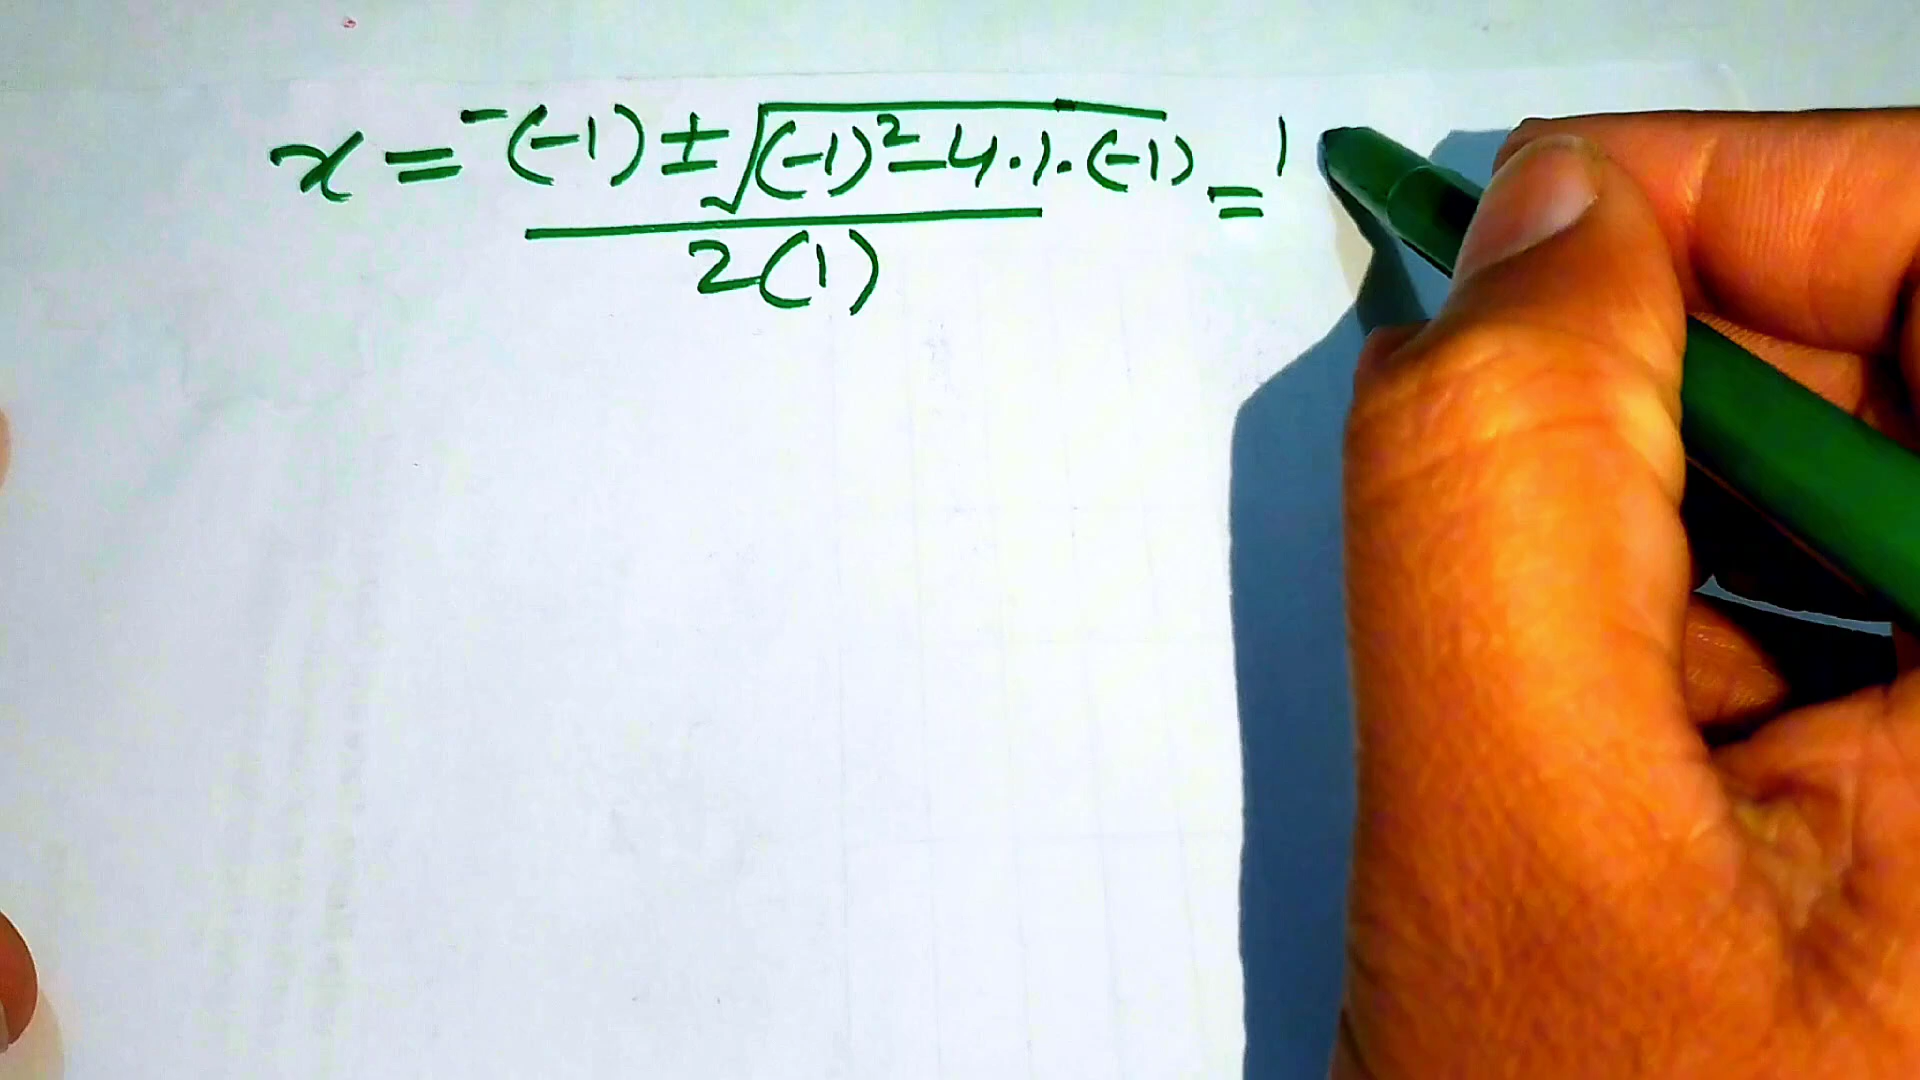 x = -(-1) ± √(-1)² - 4 · 1 · (-1) = 1
2(1)